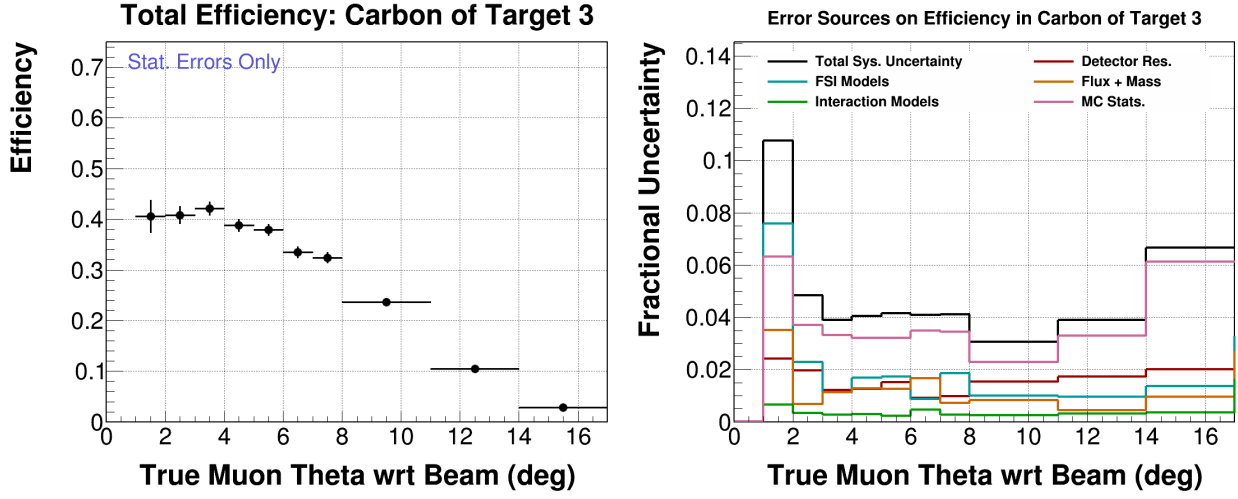 Total Efficiency: Carbon of Target 3
Stat. Errors Only
Efficiency
0.7
0.6
0.5
0.4
0.3
0.2
0.1
0
0 2 4 6 8 10 12 14 16
True Muon Theta wrt Beam (deg)
Error Sources on Efficiency in Carbon of Target 3
Total Sys. Uncertainty
FSI Models
Interaction Models
Detector Res.
Flux + Mass
MC Stats.
Fractional Uncertainty
0.14
0.12
0.1
0.08
0.06
0.04
0.02
0
0 2 4 6 8 10 12 14 16
True Muon Theta wrt Beam (deg)